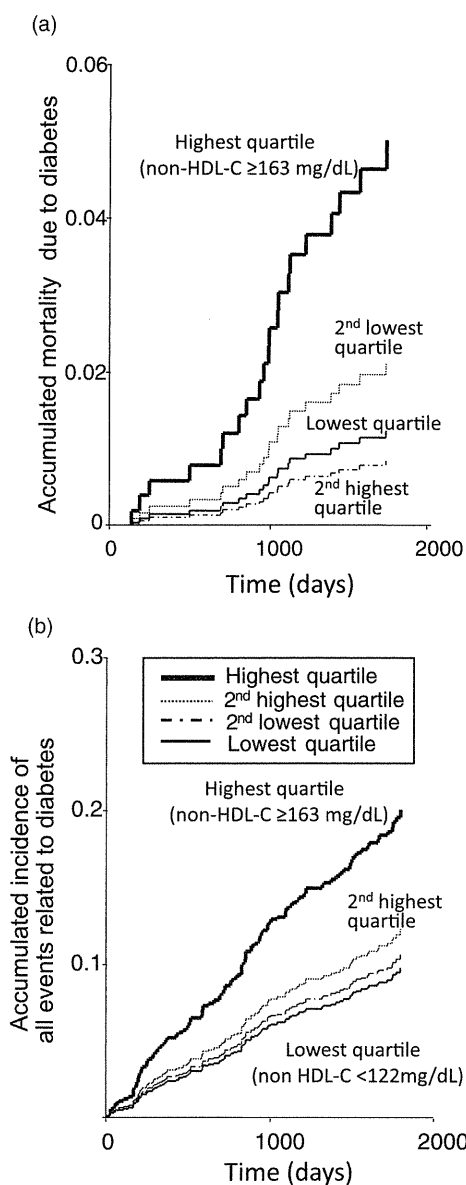 (a)
Accumulated mortality due to diabetes
0.06
0.04
0.02
0
Highest quartile
(non-HDL-C ≥163 mg/dL)
2nd lowest
quartile
Lowest quartile
2nd highest
quartile
0
1000
2000
Time (days)
(b)
Accumulated incidence of
all events related to diabetes
0.3
0.2
0.1
Highest quartile
2nd highest quartile
2nd lowest quartile
Lowest quartile
Highest quartile
(non-HDL-C ≥163 mg/dL)
2nd highest
quartile
Lowest quartile
(non HDL-C <122mg/dL)
0
1000
2000
Time (days)